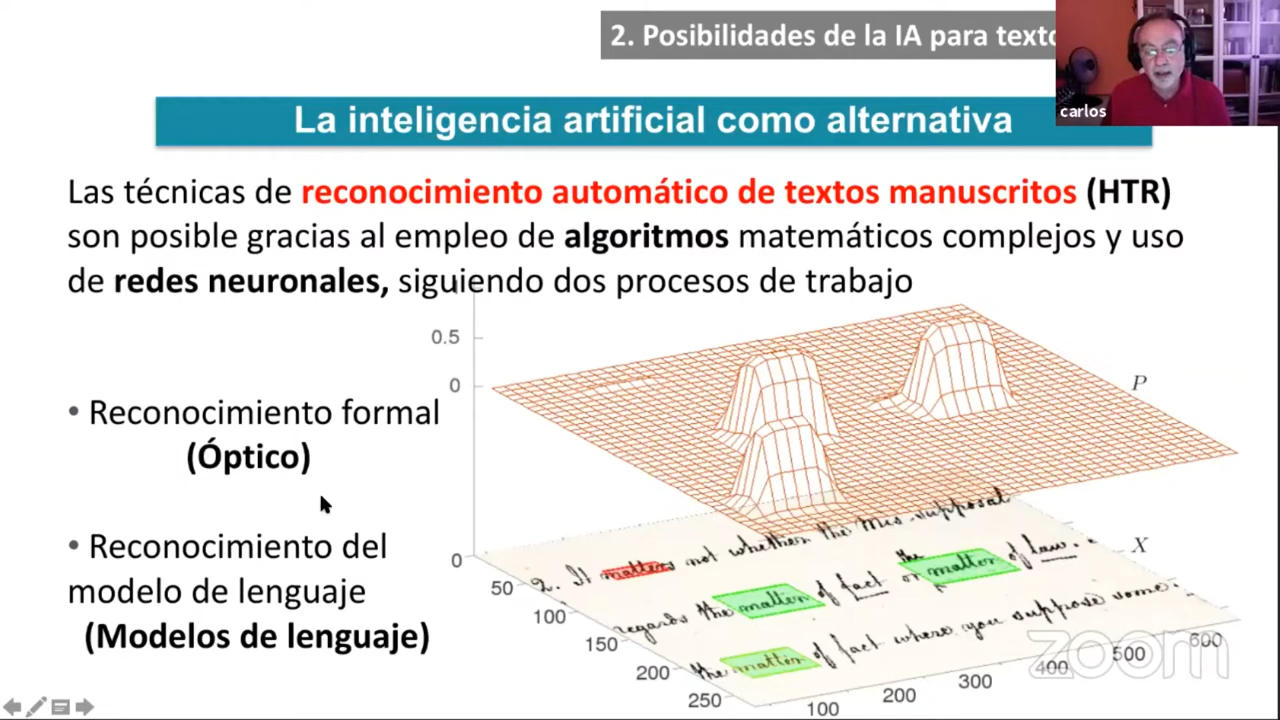 2. Posibilidades de la IA para texto
carlos
La inteligencia artificial como alternativa
Las técnicas de reconocimiento automático de textos manuscritos (HTR)
son posible gracias al empleo de algoritmos matemáticos complejos y uso
de redes neuronales, siguiendo dos procesos de trabajo
• Reconocimiento formal
(Óptico)
• Reconocimiento del
modelo de lenguaje
(Modelos de lenguaje)
0.5
0
P
X
0
50
100
150
200
250
100
200
300
400
500
600
2. It matters not whether the Mis-supposal
regards the matter of fact or the matter of law.
the matter of fact where you suppose some
zoom